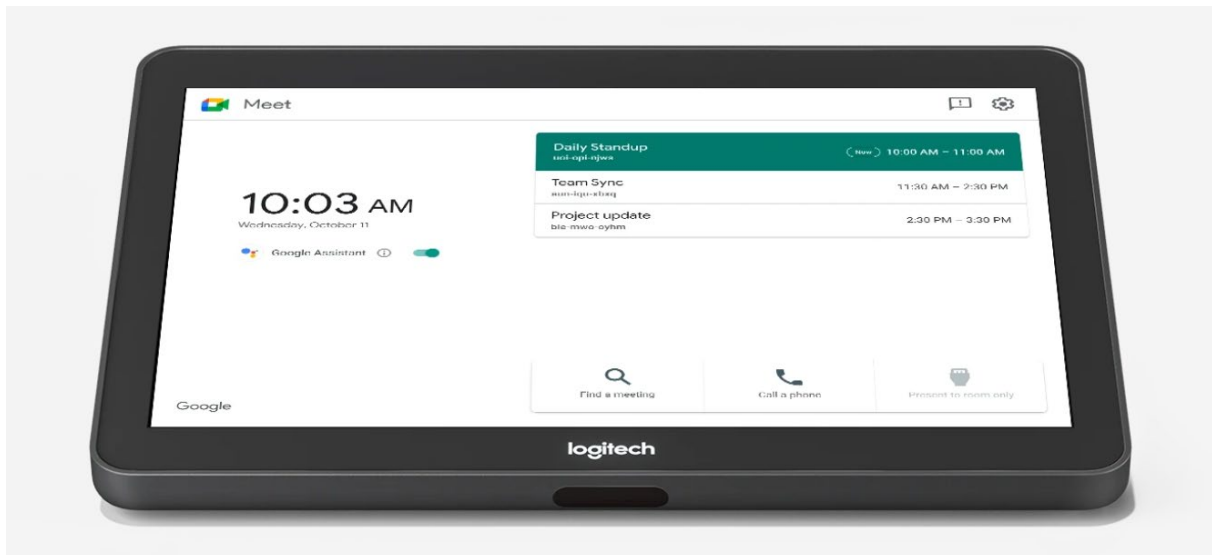 Meet
10:03 AM
Wednesday, October 11
Google Assistant
Daily Standup
Now 10:00 AM – 11:00 AM
Team Sync
11:30 AM – 2:30 PM
Project update
2:30 PM – 3:30 PM
Find a meeting
Call a phone
Present to room only
Google
logitech